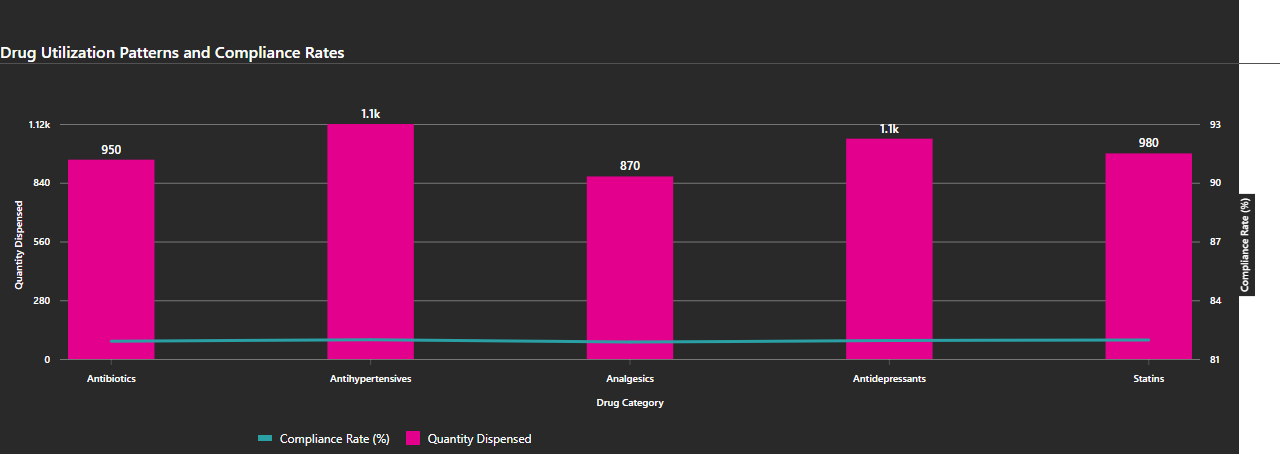 Drug Utilization Patterns and Compliance Rates
1.1k
1.12k
93
1.1k
950
980
870
840
90
Quantity Dispensed
Compliance Rate (%)
560
87
280
84
0
81
Antibiotics
Antihypertensives
Analgesics
Antidepressants
Statins
Drug Category
Compliance Rate (%)
Quantity Dispensed